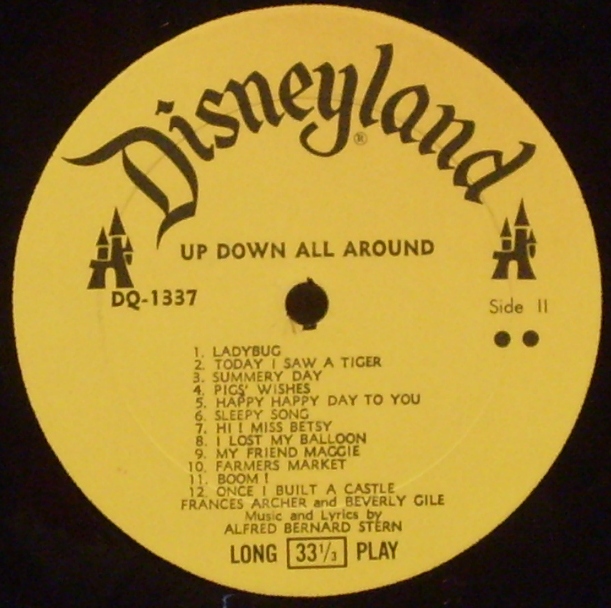 Disneyland
®
UP DOWN ALL AROUND
DQ-1337
Side II
1. LADYBUG
2. TODAY I SAW A TIGER
3. SUMMERY DAY
4. PIGS' WISHES
5. HAPPY HAPPY DAY TO YOU
6. SLEEPY SONG
7. HI I MISS BETSY
8. I LOST MY BALLOON
9. MY FRIEND MAGGIE
10. FARMERS MARKET
11. BOOM!
12. ONCE I BUILT A CASTLE
FRANCES ARCHER and BEVERLY GILE
Music and Lyrics by
ALFRED BERNARD STERN
LONG 33⅓ PLAY